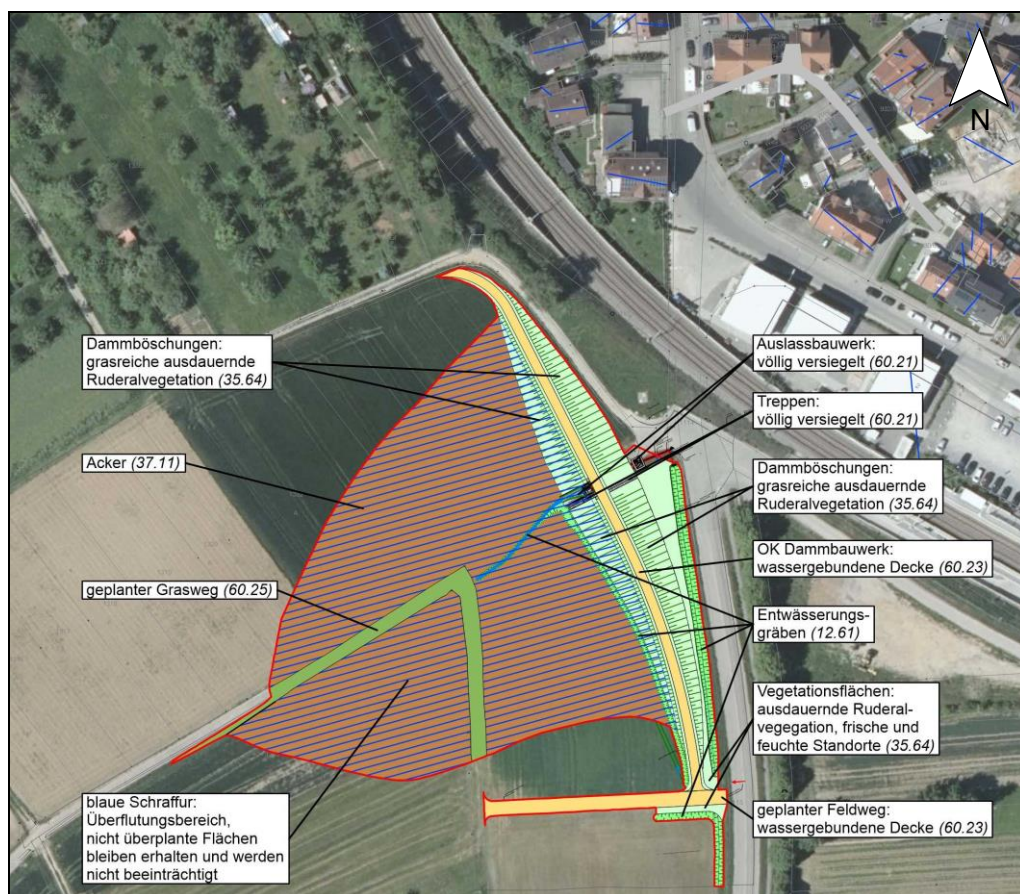 N
Dammböschungen:
grasreiche ausdauernde
Ruderalvegetation (35.64)
Acker (37.11)
geplanter Grasweg (60.25)
blaue Schraffur:
Überflutungsbereich,
nicht überplante Flächen
bleiben erhalten und werden
nicht beeinträchtigt
Auslassbauwerk:
völlig versiegelt (60.21)
Treppen:
völlig versiegelt (60.21)
Dammböschungen:
grasreiche ausdauernde
Ruderalvegetation (35.64)
OK Dammbauwerk:
wassergebundene Decke (60.23)
Entwässerungs-
gräben (12.61)
Vegetationsflächen:
ausdauernde Ruderal-
vegegation, frische und
feuchte Standorte (35.64)
geplanter Feldweg:
wassergebundene Decke (60.23)